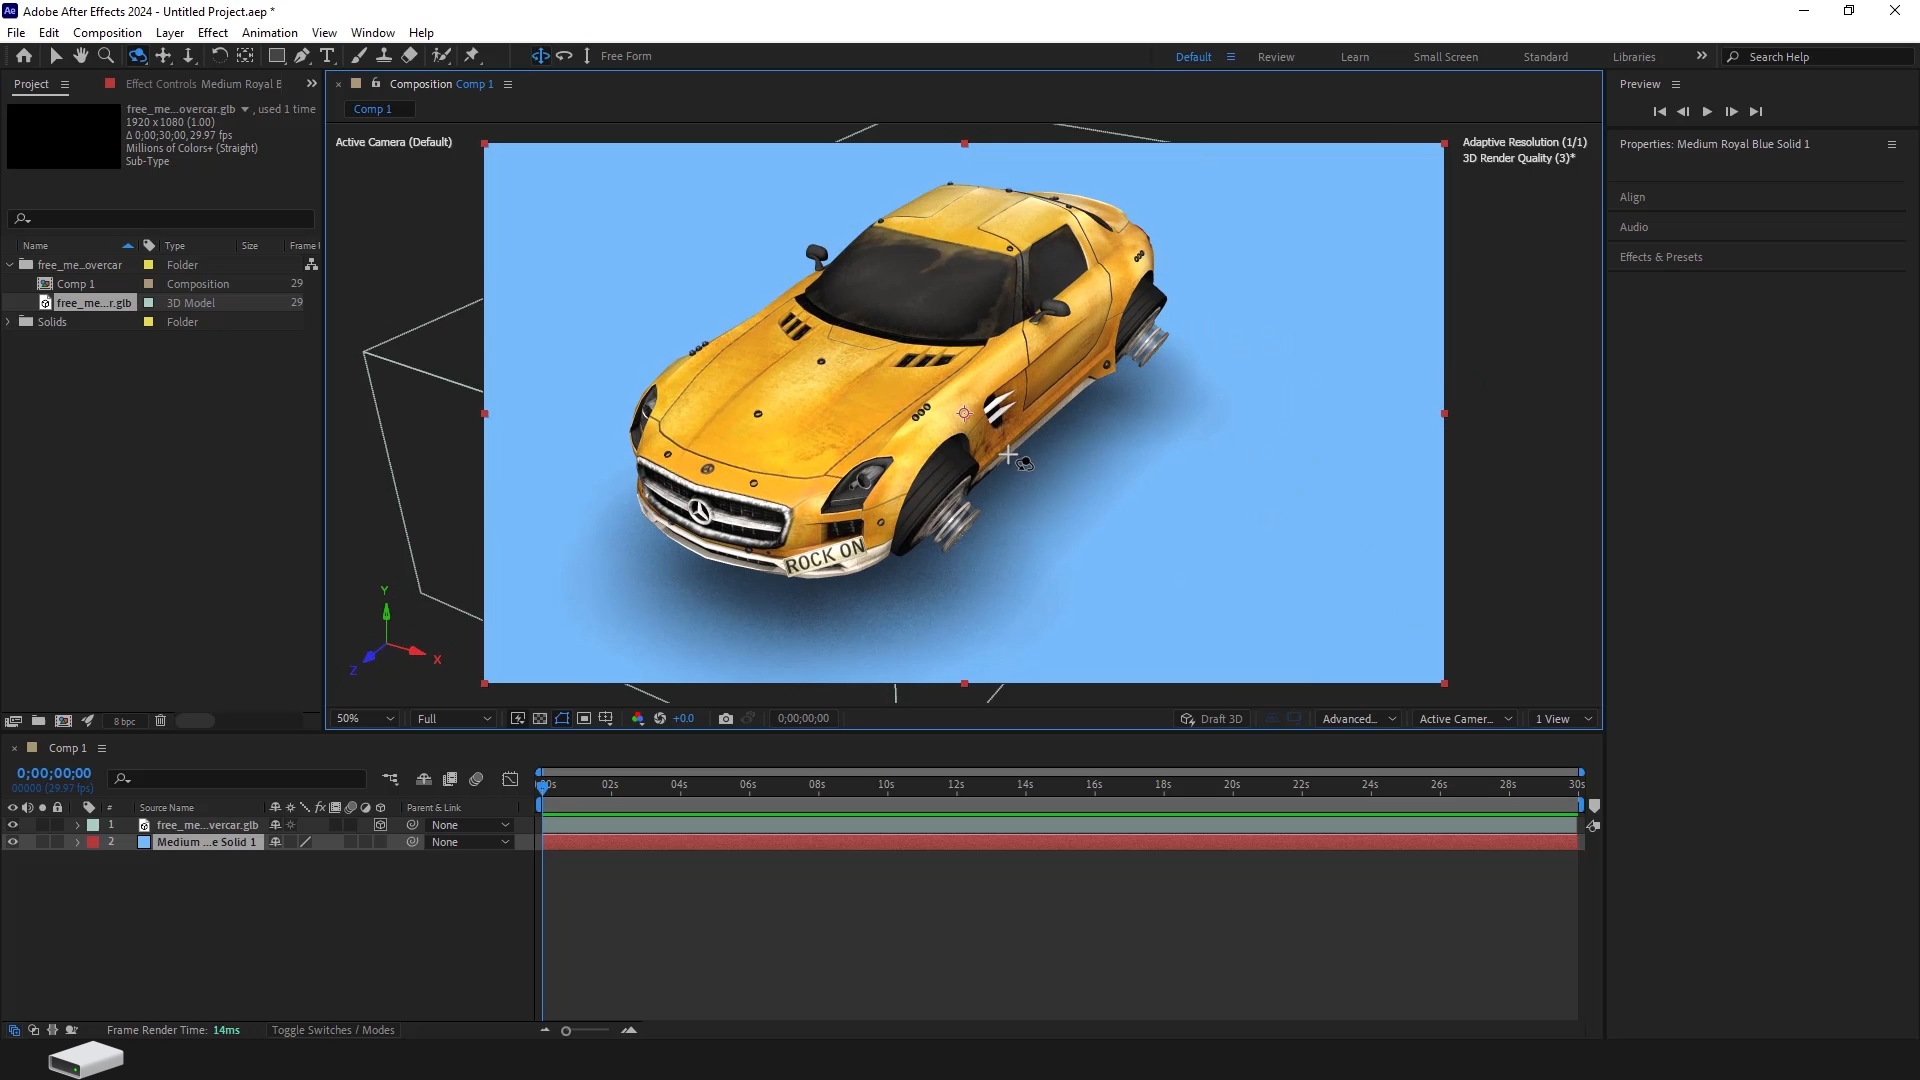 Ae Adobe After Effects 2024 - Untitled Project.aep *
File Edit Composition Layer Effect Animation View Window Help
Free Form
Default Review Learn Small Screen Standard Libraries Search Help
Project Effect Controls Medium Royal E
free_me...overcar.glb , used 1 time
1920 x 1080 (1.00)
Δ 0;00;30;00, 29.97 fps
Millions of Colors+ (Straight)
Sub-Type
Name Type Size Frame
free_me...overcar Folder
Comp 1 Composition 29
free_me...r.glb 3D Model 29
Solids Folder
8 bpc
Composition Comp 1
Comp 1
Active Camera (Default)
Adaptive Resolution (1/1)
3D Render Quality (3)*
ROCK ON
Y
X
Z
50% Full +0.0 0;00;00;00 Draft 3D Advanced... Active Camer... 1 View
Preview
Properties: Medium Royal Blue Solid 1
Align
Audio
Effects & Presets
Comp 1
0;00;00;00
00000 (29.97 fps)
02s 04s 06s 08s 10s 12s 14s 16s 18s 20s 22s 24s 26s 28s 30s
# Source Name fx Parent & Link
1 free_me...vercar.glb None
2 Medium ...e Solid 1 None
Frame Render Time: 14ms Toggle Switches / Modes